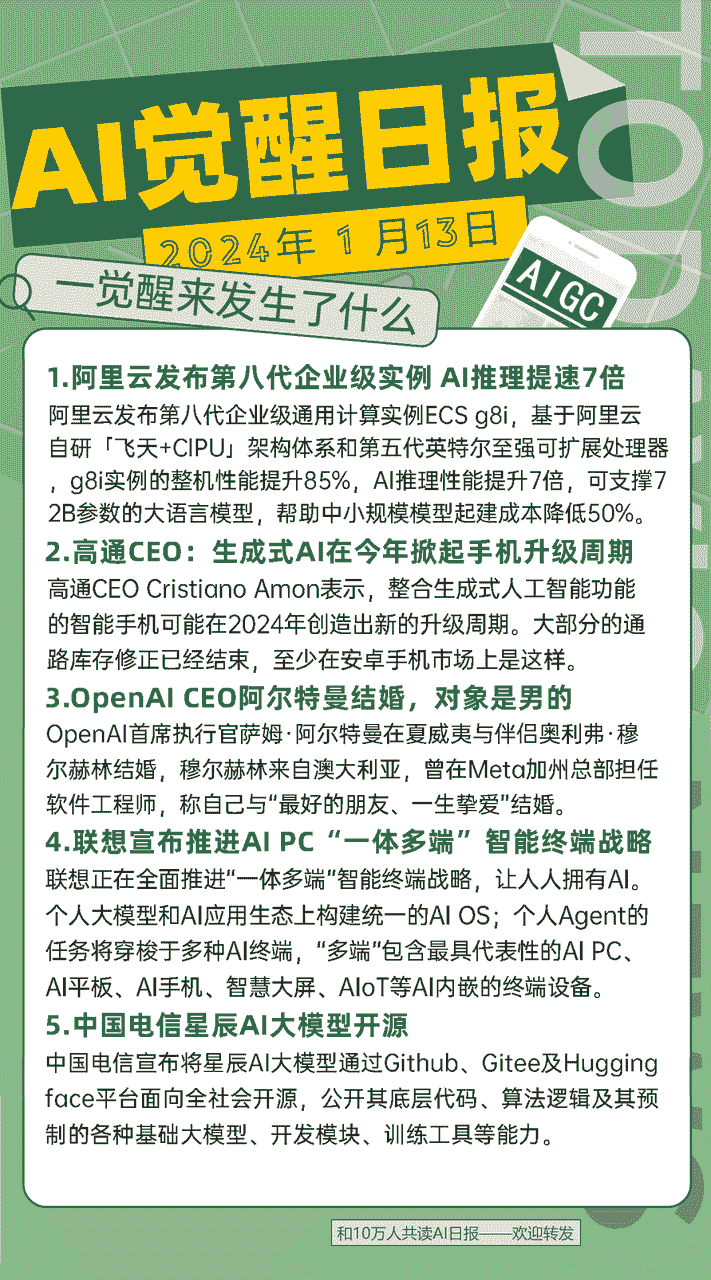 AI觉醒日报
2024年 1 月13日
一觉醒来发生了什么
AIGC
1.阿里云发布第八代企业级实例 AI推理提速7倍
阿里云发布第八代企业级通用计算实例ECS g8i，基于阿里云
自研「飞天+CIPU」架构体系和第五代英特尔至强可扩展处理器
，g8i实例的整机性能提升85%，AI推理性能提升7倍，可支撑7
2B参数的大语言模型，帮助中小规模模型起建成本降低50%。
2.高通CEO：生成式AI在今年掀起手机升级周期
高通CEO Cristiano Amon表示，整合生成式人工智能功能
的智能手机可能在2024年创造出新的升级周期。大部分的通
路库存修正已经结束，至少在安卓手机市场上是这样。
3.OpenAI CEO阿尔特曼结婚，对象是男的
OpenAI首席执行官萨姆·阿尔特曼在夏威夷与伴侣奥利弗·穆
尔赫林结婚，穆尔赫林来自澳大利亚，曾在Meta加州总部担任
软件工程师，称自己与“最好的朋友、一生挚爱”结婚。
4.联想宣布推进AI PC“一体多端”智能终端战略
联想正在全面推进“一体多端”智能终端战略，让人人拥有AI。
个人大模型和AI应用生态上构建统一的AI OS；个人Agent的
任务将穿梭于多种AI终端，“多端”包含最具代表性的AI PC、
AI平板、AI手机、智慧大屏、AIoT等AI内嵌的终端设备。
5.中国电信星辰AI大模型开源
中国电信宣布将星辰AI大模型通过Github、Gitee及Hugging
face平台面向全社会开源，公开其底层代码、算法逻辑及其预
制的各种基础大模型、开发模块、训练工具等能力。
和10万人共读AI日报——欢迎转发